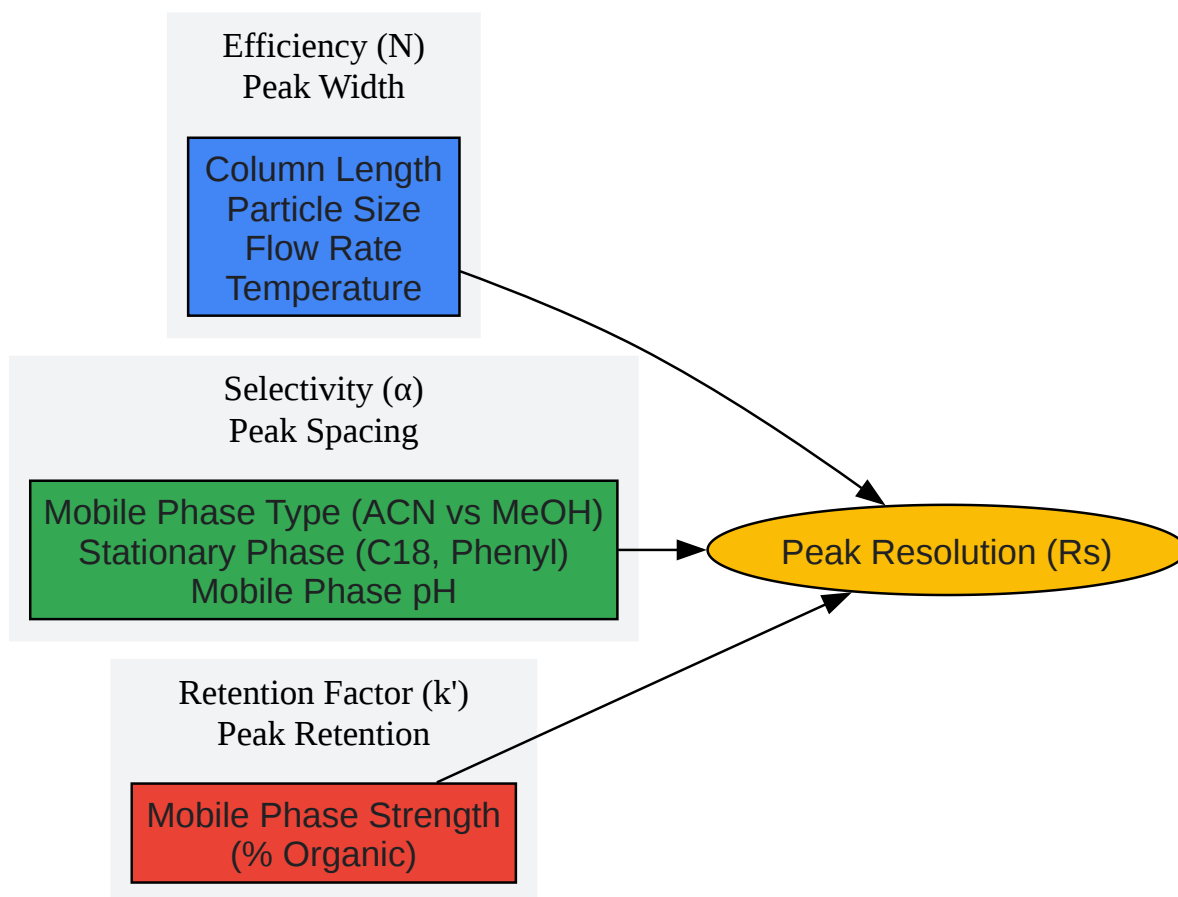 Efficiency (N)
Peak Width
Column Length
Particle Size
Flow Rate
Temperature
Selectivity (α)
Peak Spacing
Mobile Phase Type (ACN vs MeOH)
Stationary Phase (C18, Phenyl)
Mobile Phase pH
Peak Resolution (Rs)
Retention Factor (k')
Peak Retention
Mobile Phase Strength
(% Organic)